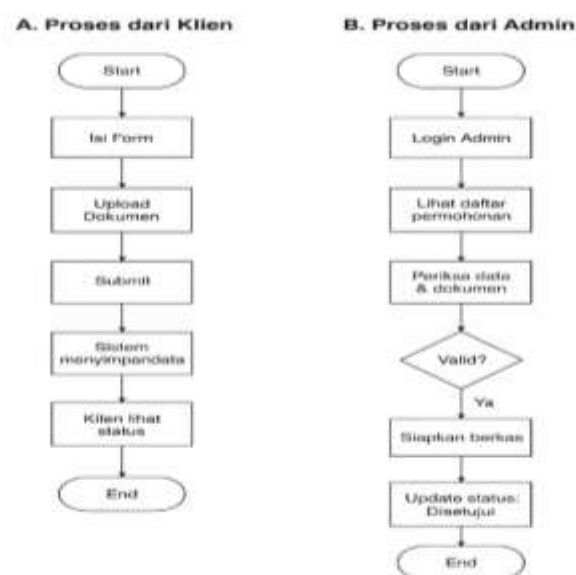 A. Proses dari Klien
Start
Isi Form
Upload
Dokumen
Submit
Sistem
menyimpandata
Klien lihat
status
End
B. Proses dari Admin
Start
Login Admin
Lihat daftar
permohonan
Periksa data
& dokumen
Valid?
Ya
Siapkan berkas
Update status:
Disetujui
End